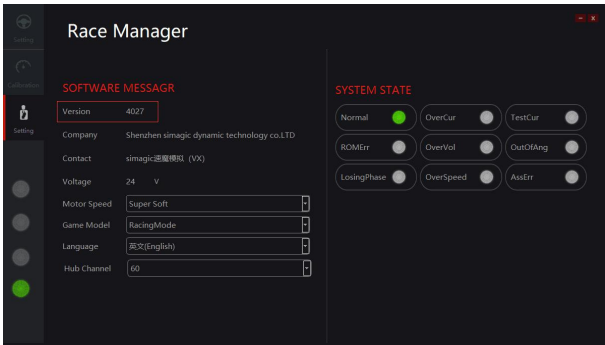 Race Manager
- x
Setting
Calibration
Setting
SOFTWARE MESSAGR
Version 4027
Company Shenzhen simagic dynamic technology co.LTD
Contact simagic速魔模拟 (VX)
Voltage 24 V
Motor Speed Super Soft
Game Model RacingMode
Language 英文(English)
Hub Channel 60
SYSTEM STATE
Normal OverCur TestCur
ROMErr OverVol OutOfAng
LosingPhase OverSpeed AssErr